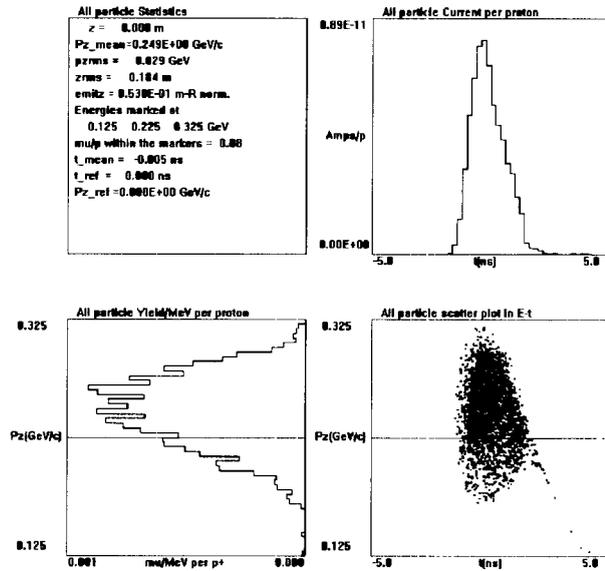 All particle Statistics
z = 0.000 m
Pz_mean=0.249E+00 GeV/c
pzrms = 0.029 GeV
zrms = 0.184 m
emitz = 0.530E-01 m-R norm.
Energies marked at
0.125 0.225 0.325 GeV
mu/p within the markers = 0.08
t_mean = -0.005 ns
t_ref = 0.000 ns
Pz_ref =0.000E+00 GeV/c
All particle Current per proton
0.89E-11
Amps/p
0.00E+00
-5.0 t[ns] 5.0
All particle Yield/MeV per proton
0.325
Pz(GeV/c)
0.125
0.001 mu/MeV per p+ 0.000
All particle scatter plot in E-t
0.325
Pz(GeV/c)
0.125
-5.0 t[ns] 5.0